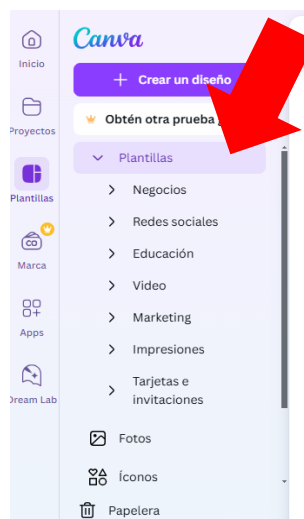 Canva
Inicio
+ Crear un diseño
Proyectos
Obtén otra prueba
Plantillas
Plantillas
Negocios
Redes sociales
Educación
Marca
Video
Apps
Marketing
Impresiones
Dream Lab
Tarjetas e
invitaciones
Fotos
Íconos
Papelera